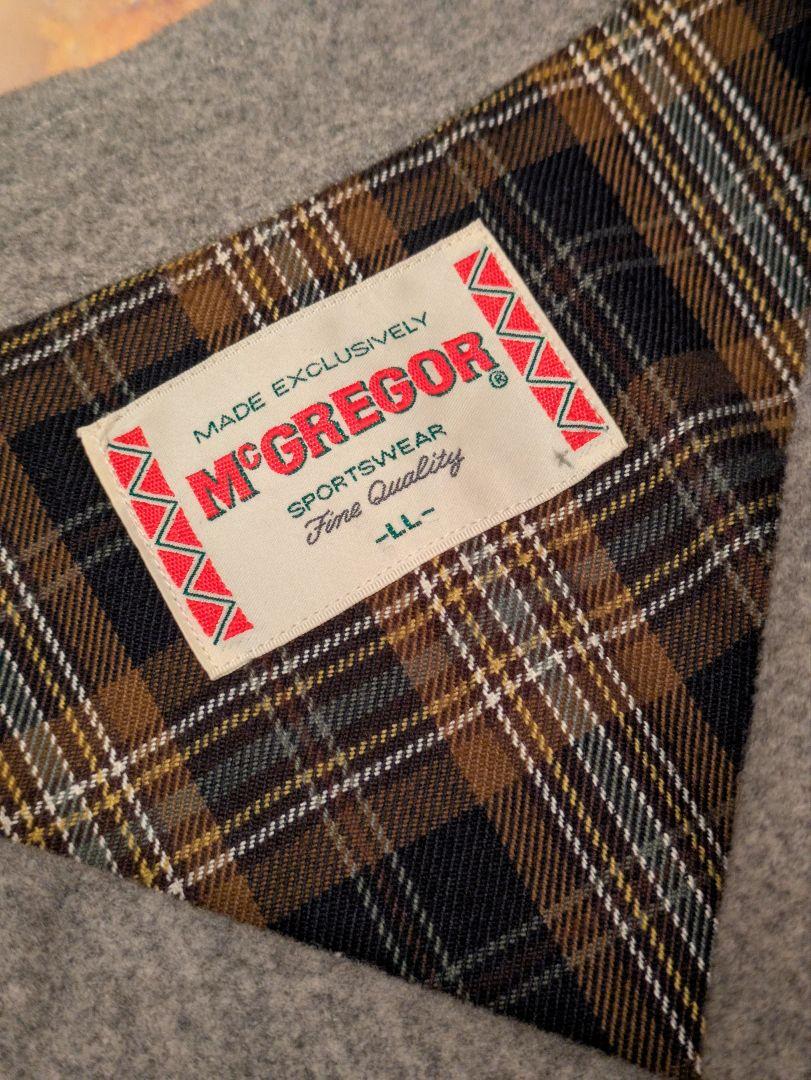 MADE EXCLUSIVELY
McGREGOR®
SPORTSWEAR
Fine Quality
-LL-